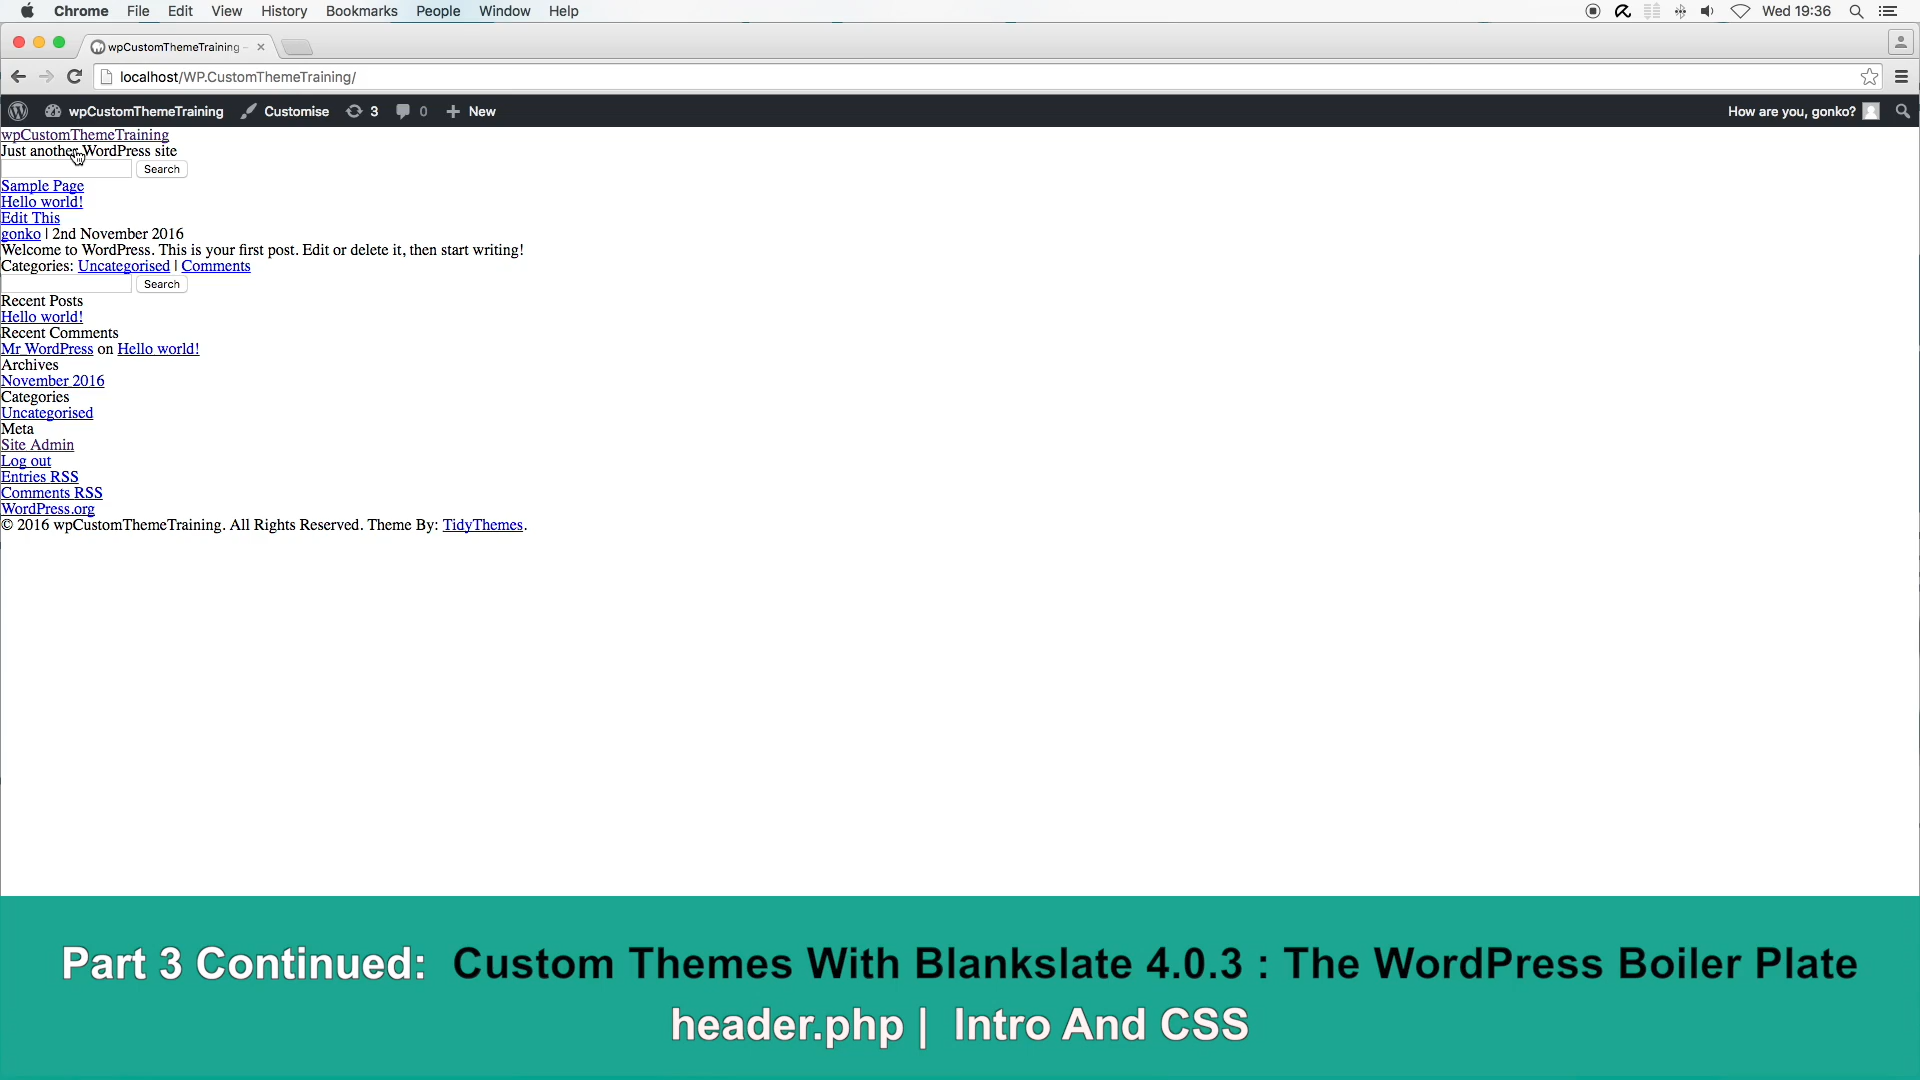 Chrome File Edit View History Bookmarks People Window Help Wed 19:36
wpCustomThemeTraining –
localhost/WP.CustomThemeTraining/
wpCustomThemeTraining Customise 3 0 New How are you, gonko?
wpCustomThemeTraining
Just another WordPress site
Search
Sample Page
Hello world!
Edit This
gonko | 2nd November 2016
Welcome to WordPress. This is your first post. Edit or delete it, then start writing!
Categories: Uncategorised | Comments
Search
Recent Posts
Hello world!
Recent Comments
Mr WordPress on Hello world!
Archives
November 2016
Categories
Uncategorised
Meta
Site Admin
Log out
Entries RSS
Comments RSS
WordPress.org
© 2016 wpCustomThemeTraining. All Rights Reserved. Theme By: TidyThemes.
Part 3 Continued: Custom Themes With Blankslate 4.0.3 : The WordPress Boiler Plate
header.php | Intro And CSS